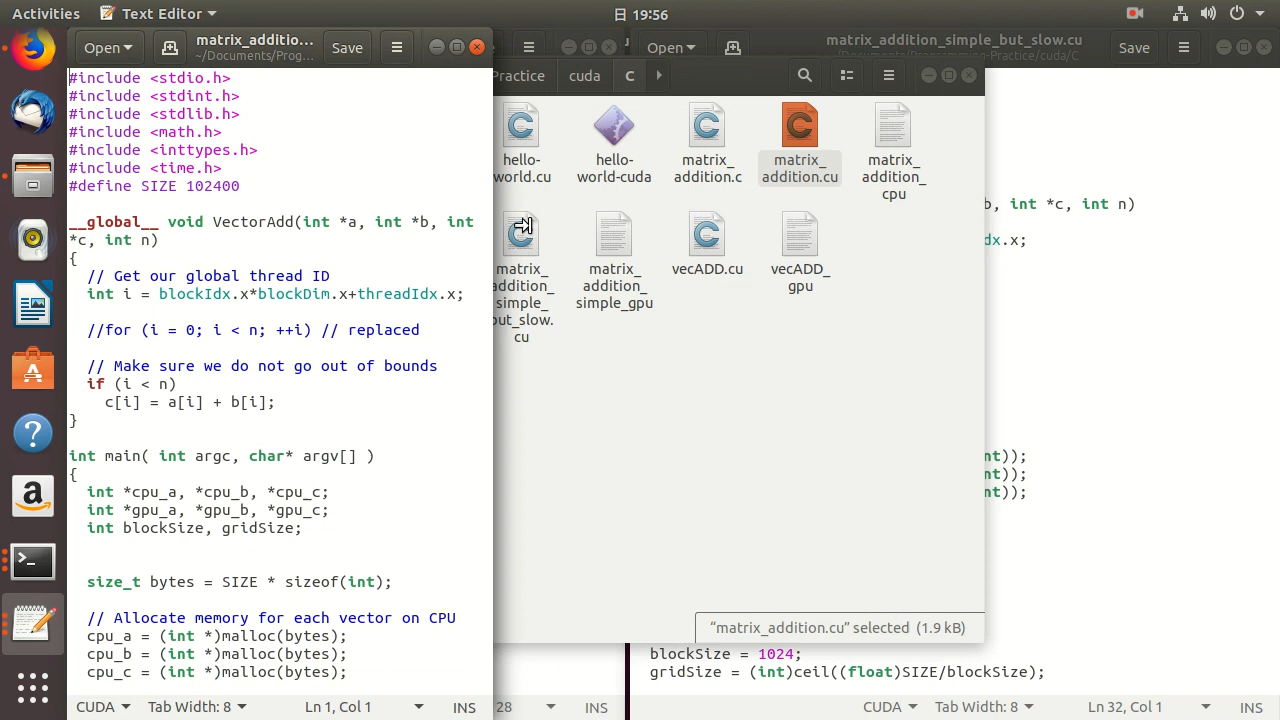 Activities
Text Editor
日 19:56
Open
matrix_additio...
~/Documents/Prog...
Save
Open
matrix_addition_simple_but_slow.cu
Save
Practice
cuda
C
#include <stdio.h>
#include <stdint.h>
#include <stdlib.h>
#include <math.h>
#include <inttypes.h>
#include <time.h>
#define SIZE 102400
__global__ void VectorAdd(int *a, int *b, int
*c, int n)
{
// Get our global thread ID
int i = blockIdx.x*blockDim.x+threadIdx.x;
//for (i = 0; i < n; ++i) // replaced
// Make sure we do not go out of bounds
if (i < n)
c[i] = a[i] + b[i];
}
int main( int argc, char* argv[] )
{
int *cpu_a, *cpu_b, *cpu_c;
int *gpu_a, *gpu_b, *gpu_c;
int blockSize, gridSize;
size_t bytes = SIZE * sizeof(int);
// Allocate memory for each vector on CPU
cpu_a = (int *)malloc(bytes);
cpu_b = (int *)malloc(bytes);
cpu_c = (int *)malloc(bytes);
CUDA
Tab Width: 8
Ln 1, Col 1
INS
hello-
world.cu
hello-
world-cuda
matrix_
addition.c
matrix_
addition.cu
matrix_
addition_
cpu
matrix_
addition_
simple_
but_slow.
cu
matrix_
addition_
simple_gpu
vecADD.cu
vecADD_
gpu
"matrix_addition.cu" selected (1.9 kB)
b, int *c, int n)
dx.x;
nt));
nt));
nt));
blockSize = 1024;
gridSize = (int)ceil((float)SIZE/blockSize);
28
INS
CUDA
Tab Width: 8
Ln 32, Col 1
INS